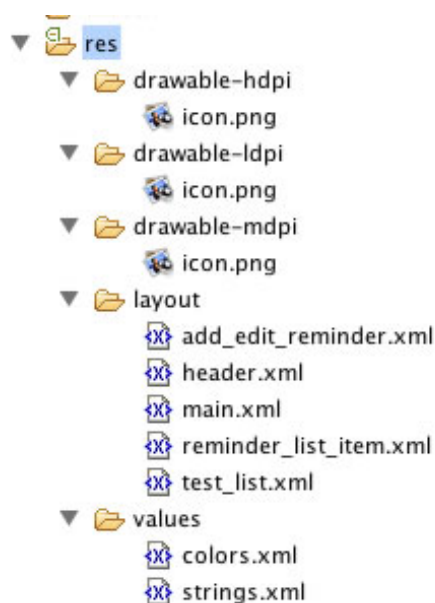 res
drawable-hdpi
icon.png
drawable-ldpi
icon.png
drawable-mdpi
icon.png
layout
add_edit_reminder.xml
header.xml
main.xml
reminder_list_item.xml
test_list.xml
values
colors.xml
strings.xml